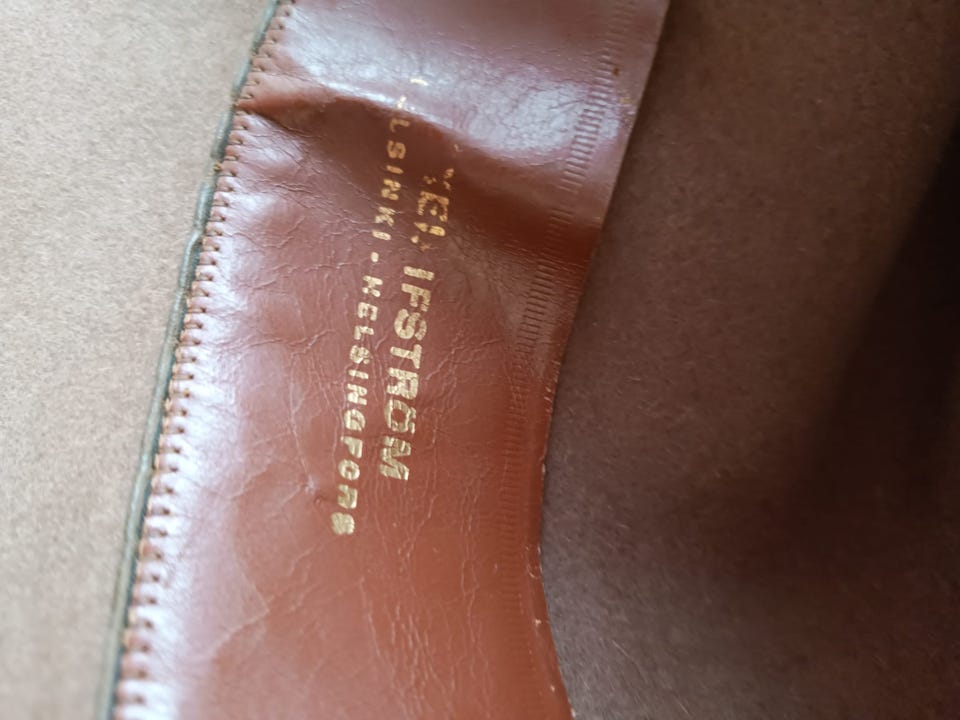 IFSTRÖM
HELSINKI - HELSINGFORS